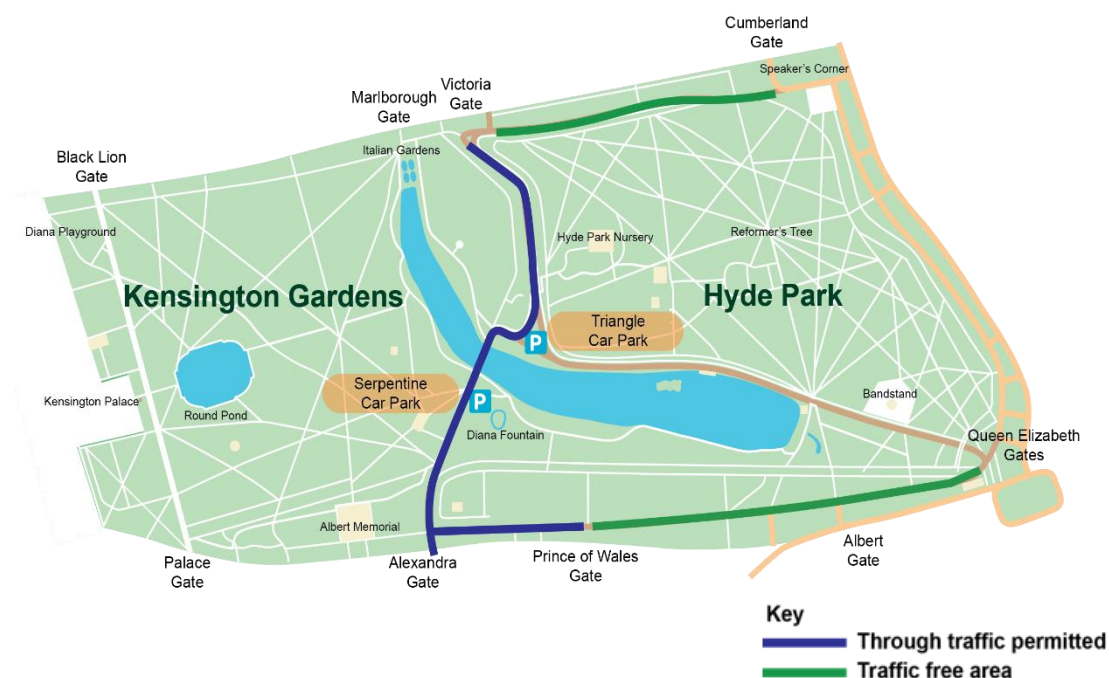 Cumberland
Gate
Speaker's Corner
Victoria
Gate
Marlborough
Gate
Italian Gardens
Black Lion
Gate
Diana Playground
Hyde Park Nursery
Reformer's Tree
Kensington Gardens
Hyde Park
Triangle
Car Park
P
Serpentine
Car Park
P
Bandstand
Kensington Palace
Round Pond
Diana Fountain
Queen Elizabeth
Gates
Albert Memorial
Palace
Gate
Alexandra
Gate
Prince of Wales
Gate
Albert
Gate
Key
Through traffic permitted
Traffic free area